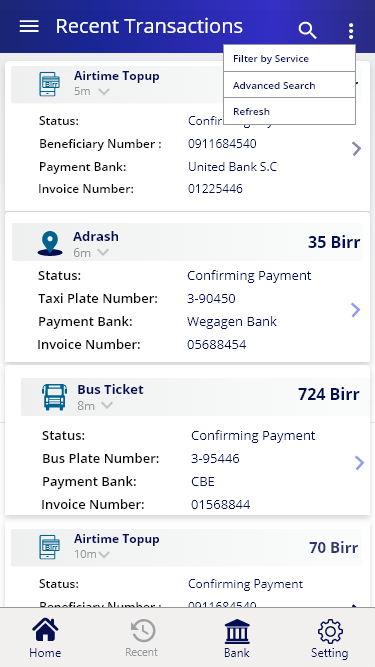 Recent Transactions
Filter by Service
Advanced Search
Refresh
Airtime Topup
5m
Status:
Beneficiary Number : 0911684540
Payment Bank: United Bank S.C
Invoice Number: 01225446
Adrash 35 Birr
6m
Status: Confirming Payment
Taxi Plate Number: 3-90450
Payment Bank: Wegagen Bank
Invoice Number: 05688454
Bus Ticket 724 Birr
8m
Status: Confirming Payment
Bus Plate Number: 3-95446
Payment Bank: CBE
Invoice Number: 01568844
Airtime Topup 70 Birr
10m
Status: Confirming Payment
Beneficiary Number : 0911684540
Home Recent Bank Setting